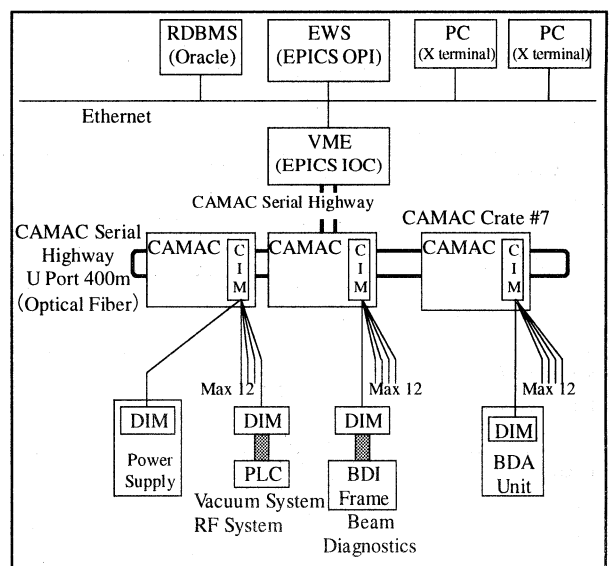 RDBMS
(Oracle)
EWS
(EPICS OPI)
PC
(X terminal)
PC
(X terminal)
Ethernet
VME
(EPICS IOC)
CAMAC Serial Highway
CAMAC Crate #7
CAMAC Serial
Highway
U Port 400m
(Optical Fiber)
CAMAC
CIM
CAMAC
CIM
CAMAC
CIM
Max 12
Max 12
Max 12
DIM
Power
Supply
DIM
PLC
Vacuum System
RF System
DIM
BDI
Frame
Beam
Diagnostics
DIM
BDA
Unit